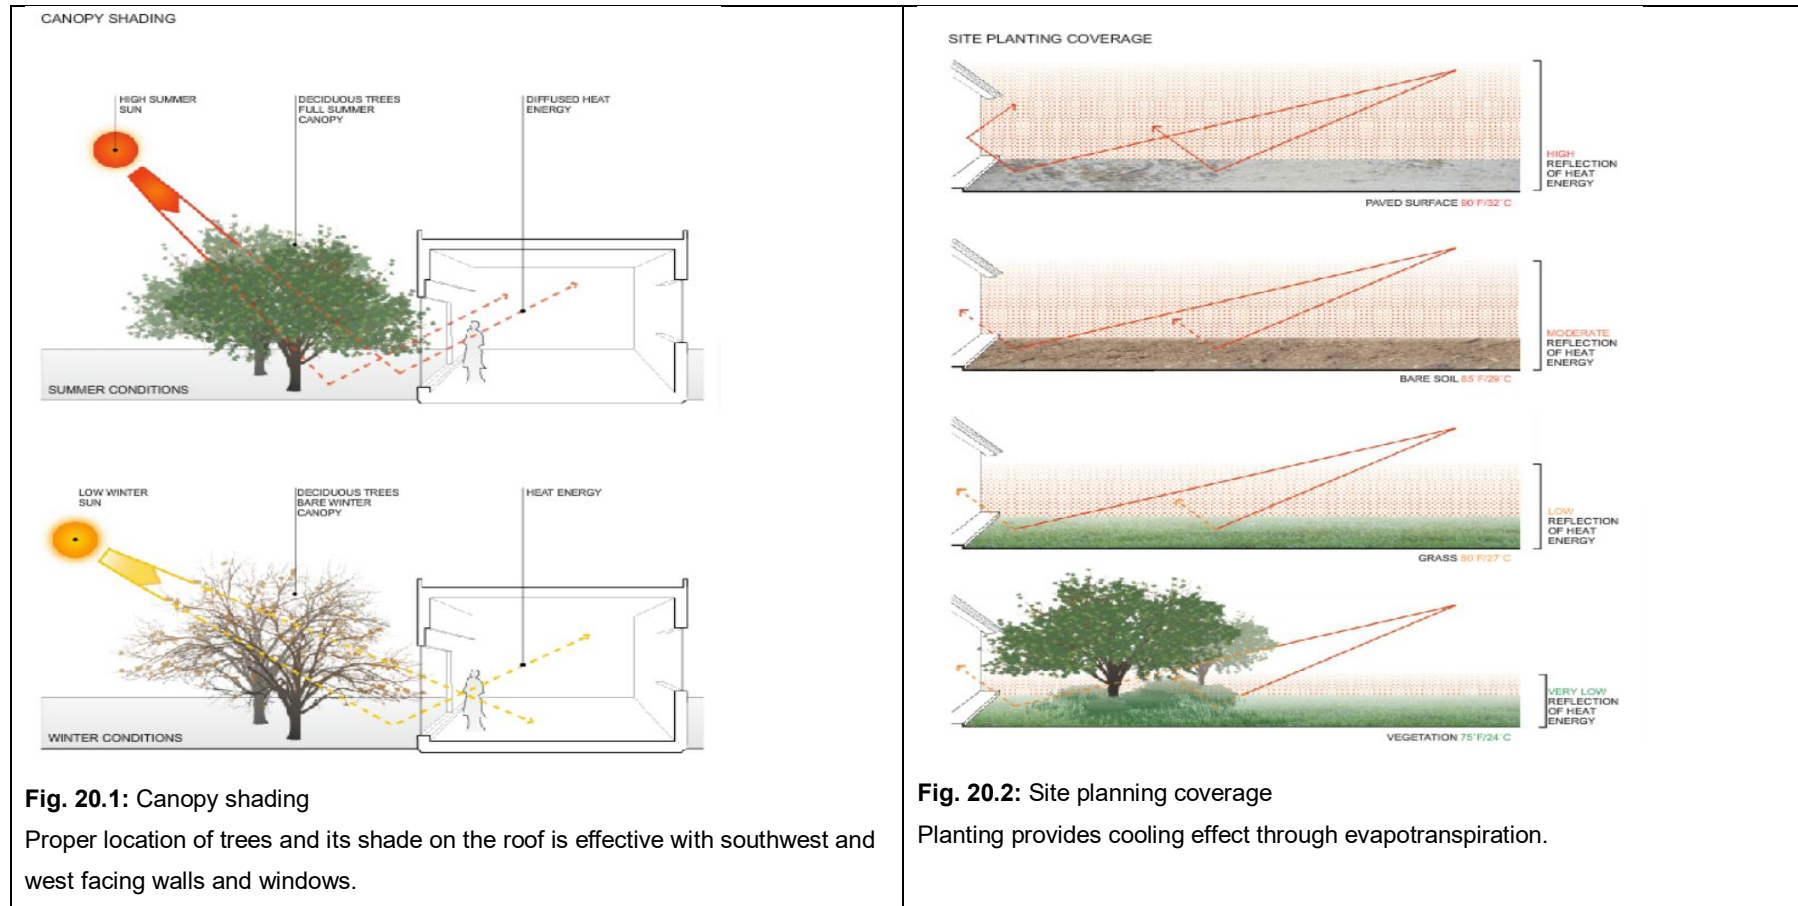 CANOPY SHADING
HIGH SUMMER
SUN
DECIDUOUS TREES
FULL SUMMER
CANOPY
DIFFUSED HEAT
ENERGY
SUMMER CONDITIONS
LOW WINTER
SUN
DECIDUOUS TREES
BARE WINTER
CANOPY
HEAT ENERGY
WINTER CONDITIONS
Fig. 20.1: Canopy shading
Proper location of trees and its shade on the roof is effective with southwest and
west facing walls and windows.
SITE PLANTING COVERAGE
HIGH
REFLECTION
OF HEAT
ENERGY
PAVED SURFACE 90°F/32°C
MODERATE
REFLECTION
OF HEAT
ENERGY
BARE SOIL 85°F/29°C
LOW
REFLECTION
OF HEAT
ENERGY
GRASS 80°F/27°C
VERY LOW
REFLECTION
OF HEAT
ENERGY
VEGETATION 75°F/24°C
Fig. 20.2: Site planning coverage
Planting provides cooling effect through evapotranspiration.